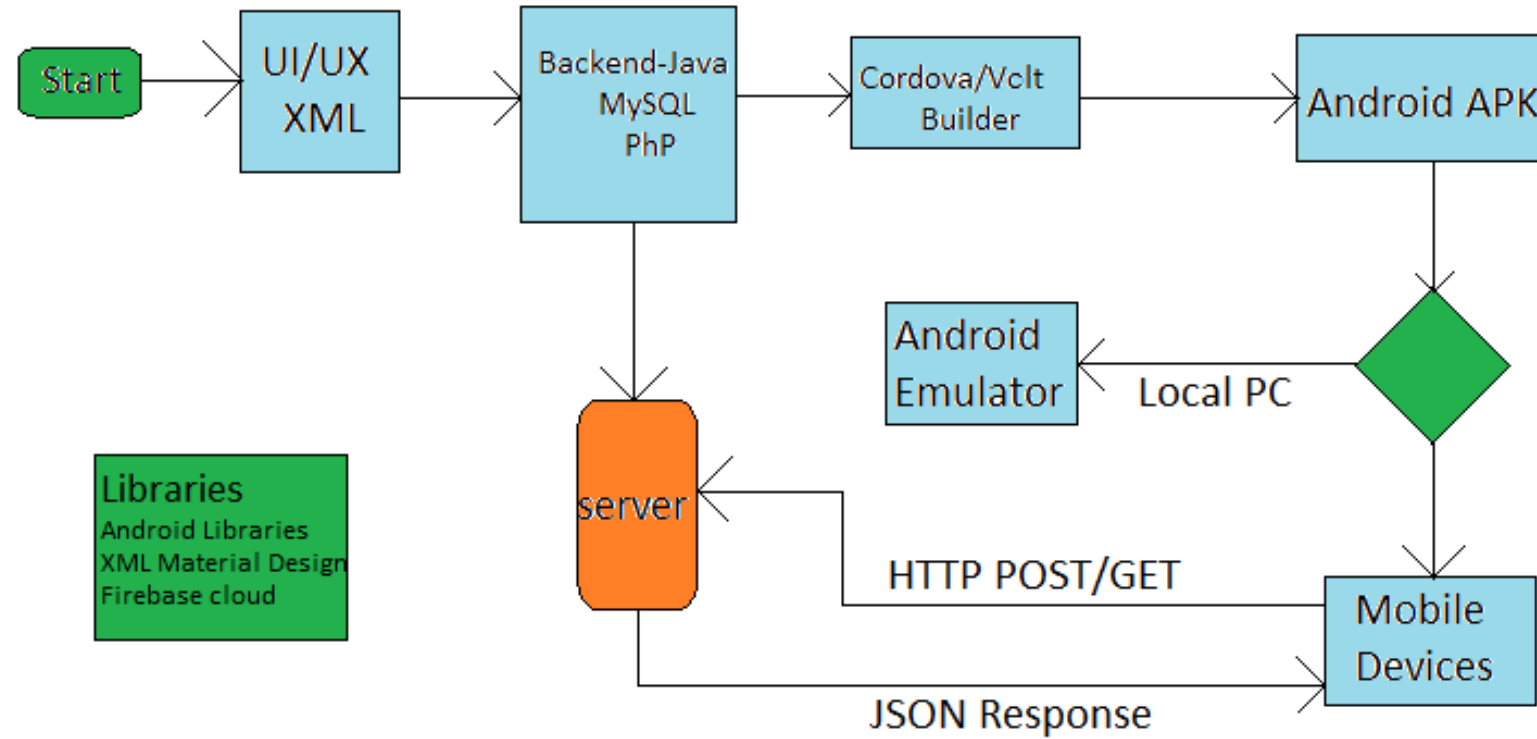 Start
UI/UX
XML
Backend-Java
MySQL
PhP
Cordova/Volt
Builder
Android APK
Android
Emulator
Local PC
server
Libraries
Android Libraries
XML Material Design
Firebase cloud
HTTP POST/GET
Mobile
Devices
JSON Response